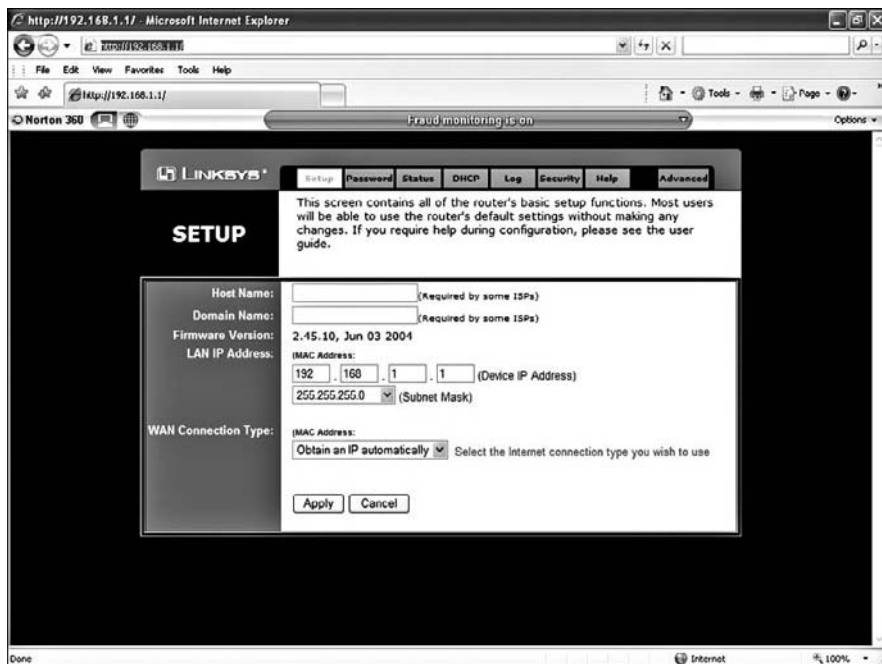 http://192.168.1.1/ - Microsoft Internet Explorer
http://192.168.1.1/
File Edit View Favorites Tools Help
http://192.168.1.1/
Tools Page
Norton 360 Fraud monitoring is on Options
LINKSYS®
Setup Password Status DHCP Log Security Help Advanced
SETUP
This screen contains all of the router's basic setup functions. Most users
will be able to use the router's default settings without making any
changes. If you require help during configuration, please see the user
guide.
Host Name: (Required by some ISPs)
Domain Name: (Required by some ISPs)
Firmware Version: 2.45.10, Jun 03 2004
LAN IP Address: (MAC Address:
192 . 168 . 1 . 1 (Device IP Address)
255.255.255.0 (Subnet Mask)
WAN Connection Type: (MAC Address:
Obtain an IP automatically Select the Internet connection type you wish to use
Apply Cancel
Done Internet 100%